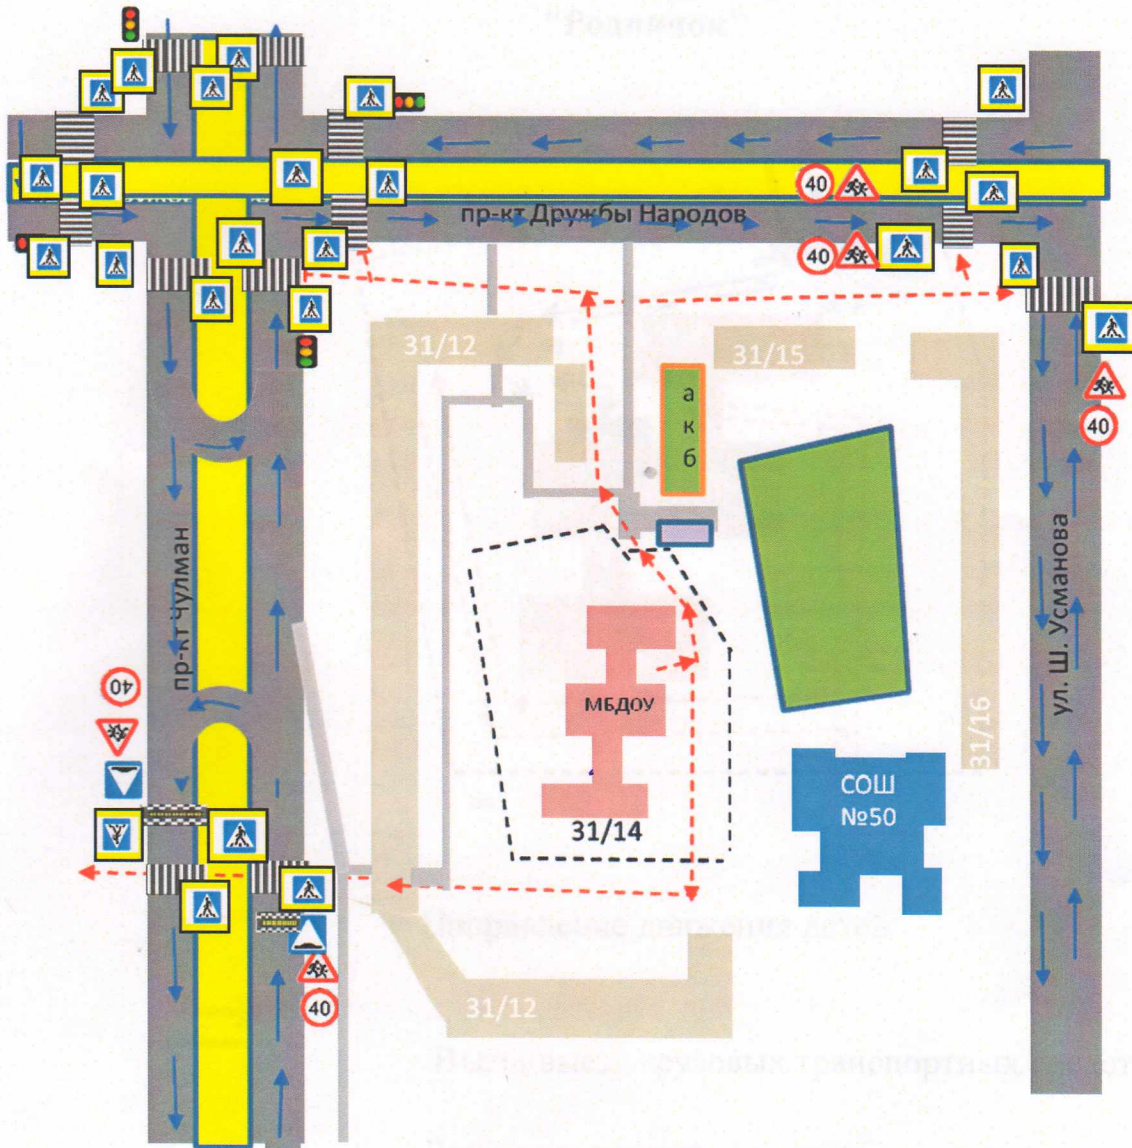 "Родничок"
пр-кт Дружбы Народов
40
40
31/12
31/15
а
к
б
40
пр-кт Чулман
ул. Ш. Усманова
40
МБДОУ
31/16
СОШ
№50
31/14
40
31/12